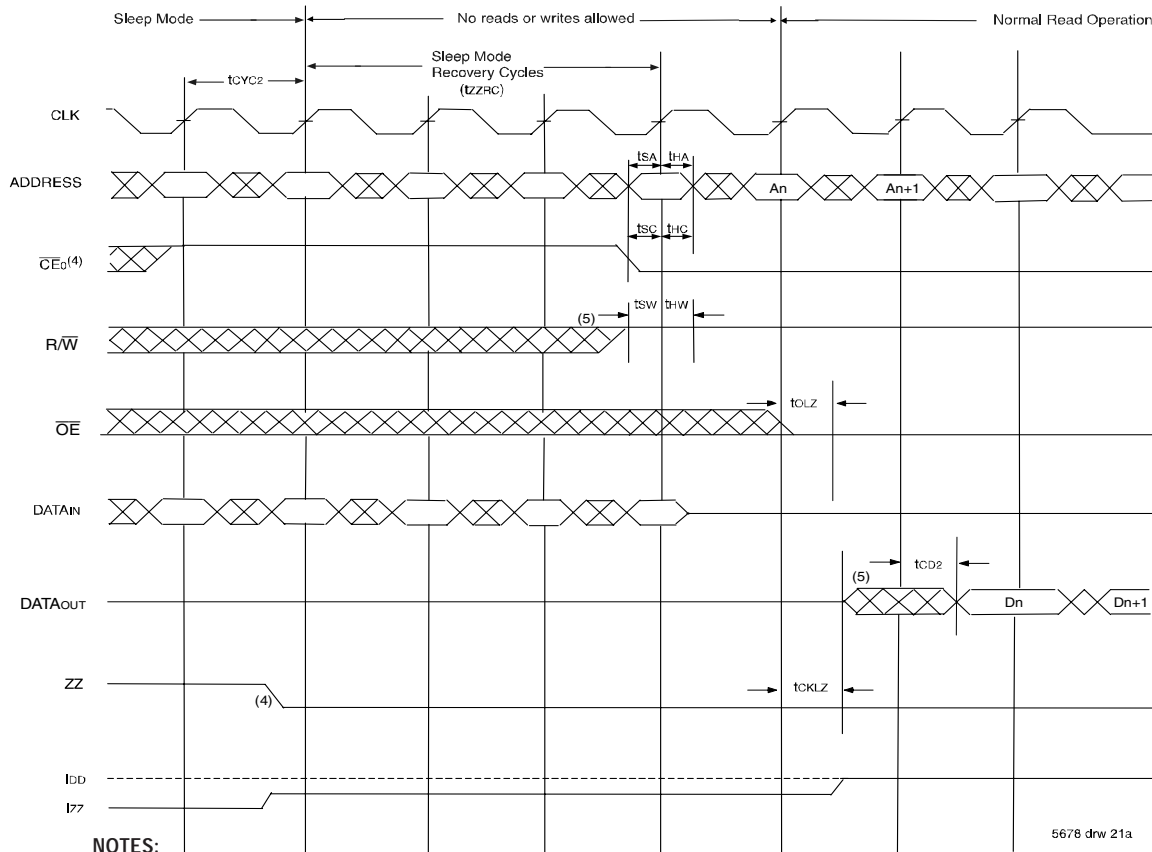 Sleep Mode No reads or writes allowed Normal Read Operation
Sleep Mode
Recovery Cycles
(tZZRC)
tCYC2
CLK
tSA tHA
ADDRESS An An+1
tSC tHC
CE0(4)
tSW tHW
(5)
R/W
tOLZ
OE
DATAIN
tCD2
(5)
DATAOUT Dn Dn+1
ZZ
(4)
tCKLZ
IDD
IZZ
5678 drw 21a
NOTES: